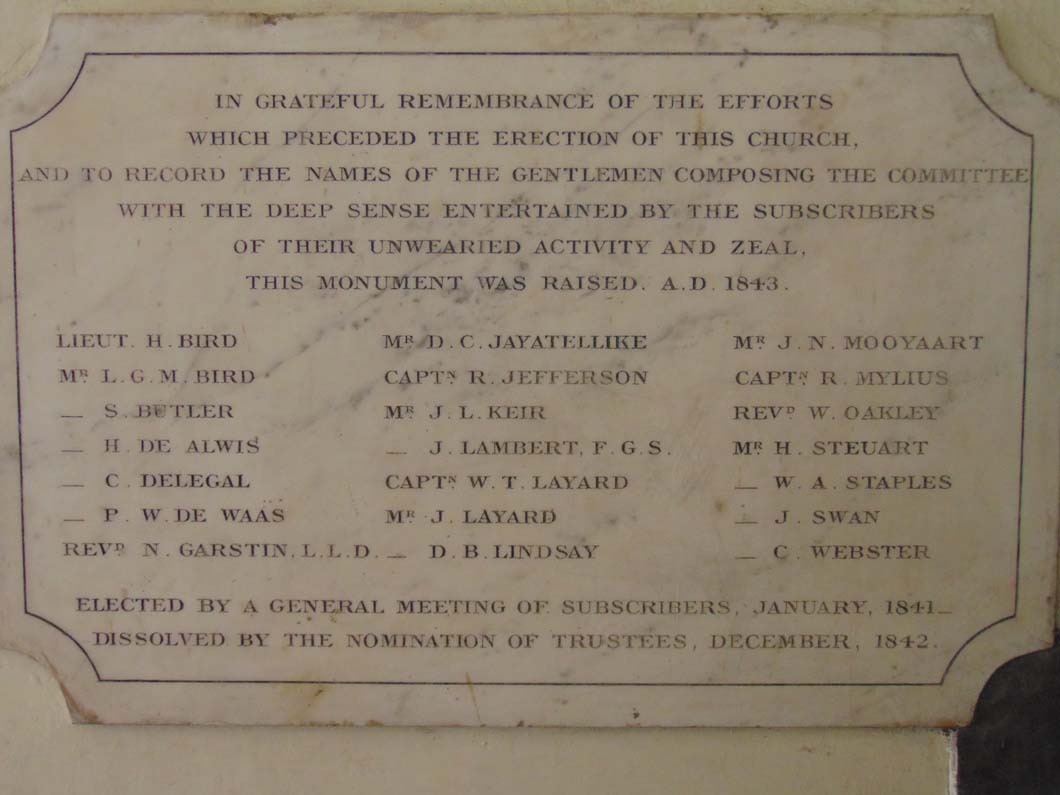 IN GRATEFUL REMEMBRANCE OF THE EFFORTS
WHICH PRECEDED THE ERECTION OF THIS CHURCH,
AND TO RECORD THE NAMES OF THE GENTLEMEN COMPOSING THE COMMITTEE
WITH THE DEEP SENSE ENTERTAINED BY THE SUBSCRIBERS
OF THEIR UNWEARIED ACTIVITY AND ZEAL,
THIS MONUMENT WAS RAISED. A.D. 1843.
LIEUT. H. BIRD
MR L. G. M. BIRD
— S. BUTLER
— H. DE ALWIS
— C. DELEGAL
— P. W. DE WAAS
REVD N. GARSTIN, L.L.D.
MR D. C. JAYATELLIKE
CAPTN R. JEFFERSON
MR J. L. KEIR
— J. LAMBERT, F. G. S.
CAPTN W. T. LAYARD
MR J. LAYARD
— D. B. LINDSAY
MR J. N. MOOYAART
CAPTN R. MYLIUS
REVD W. OAKLEY
MR H. STEUART
— W. A. STAPLES
— J. SWAN
— C. WEBSTER
ELECTED BY A GENERAL MEETING OF SUBSCRIBERS, JANUARY, 1841—
DISSOLVED BY THE NOMINATION OF TRUSTEES, DECEMBER, 1842.